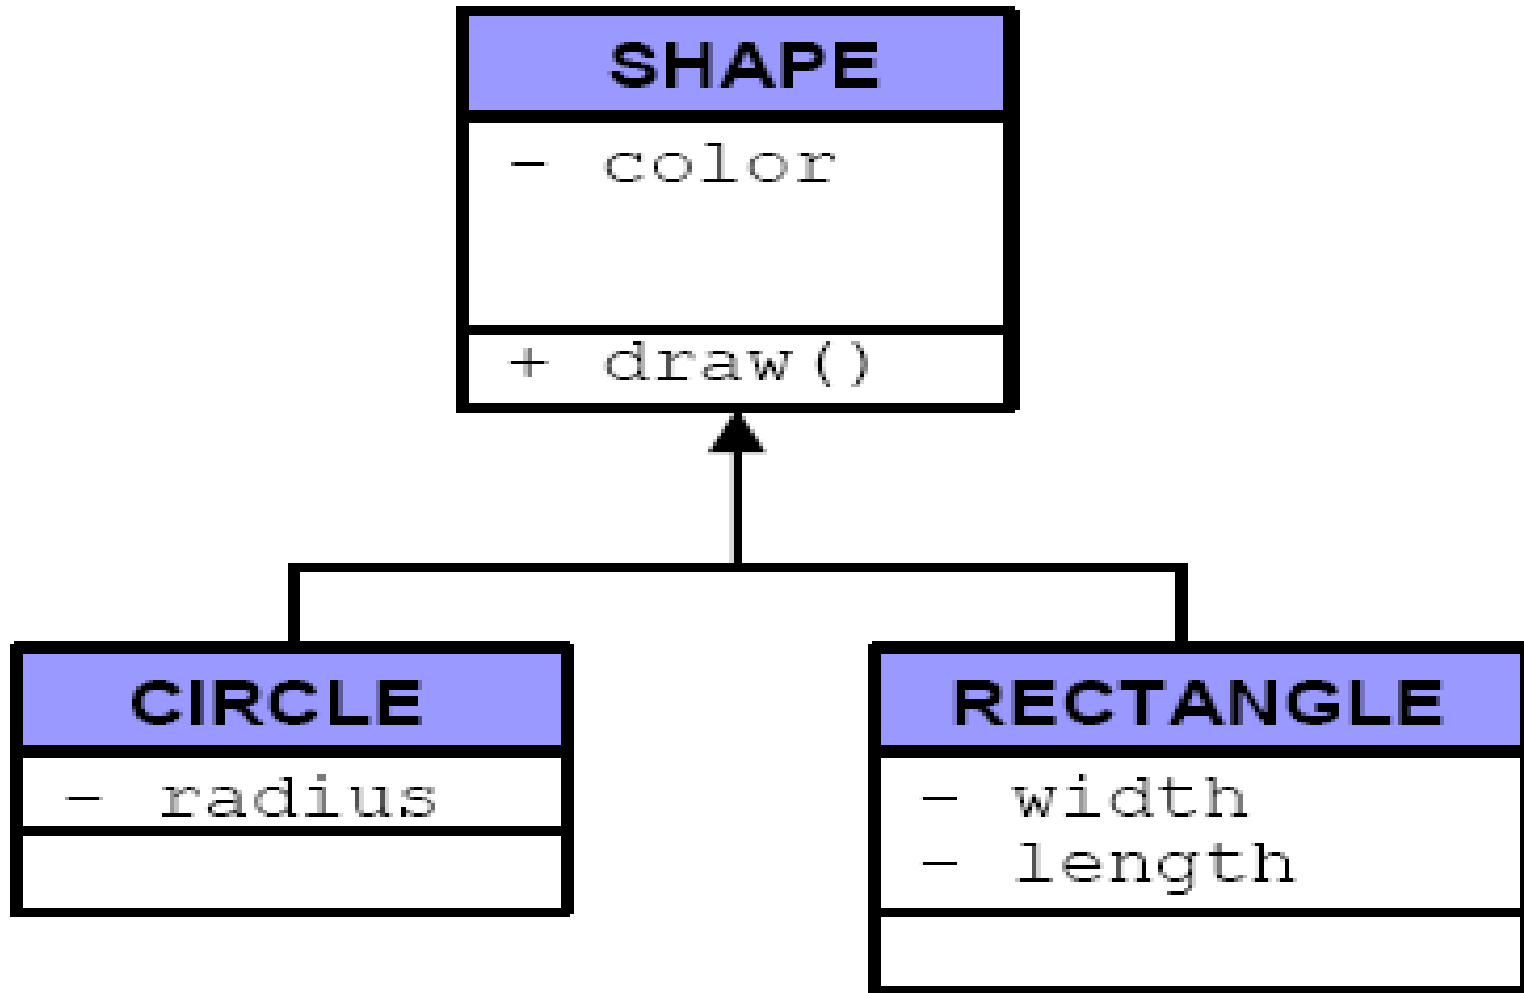 SHAPE
- color
+ draw()
CIRCLE
- radius
RECTANGLE
- width
- length